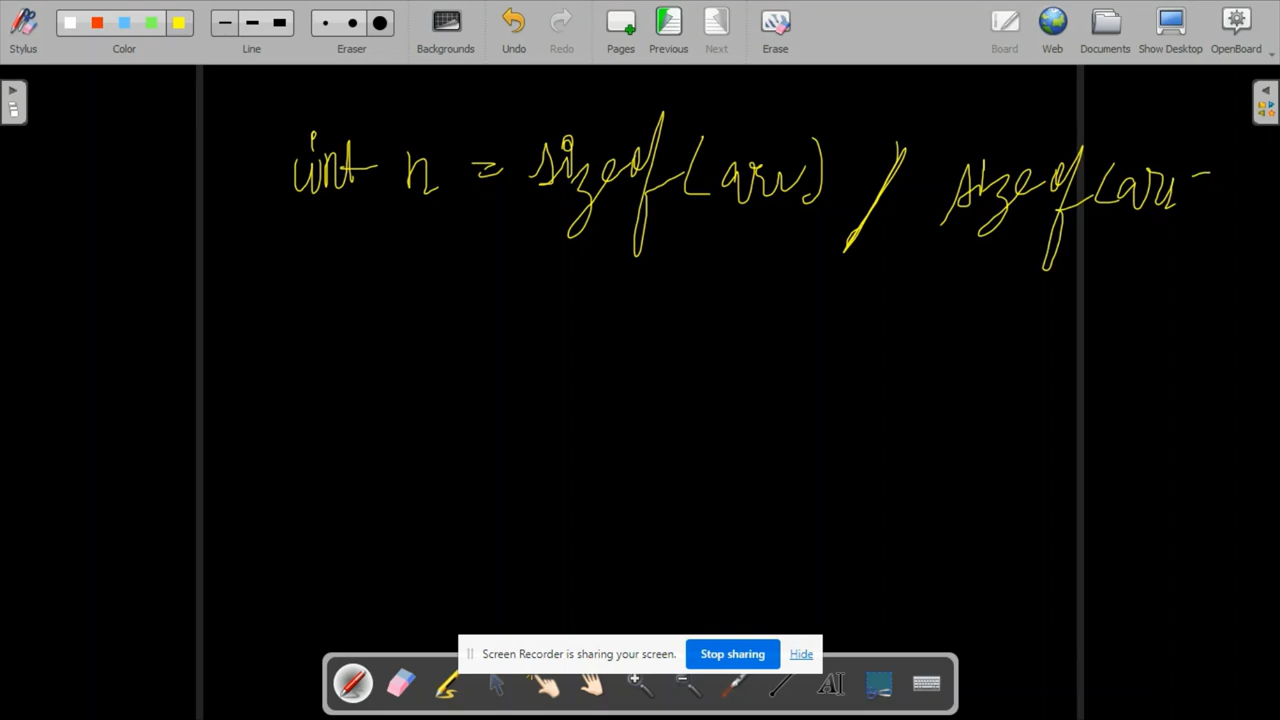 Stylus Color Line Eraser Backgrounds Undo Redo Pages Previous Next Erase Board Web Documents Show Desktop OpenBoard
int n = sizeof(arr) / sizeof(arr
Screen Recorder is sharing your screen. Stop sharing Hide